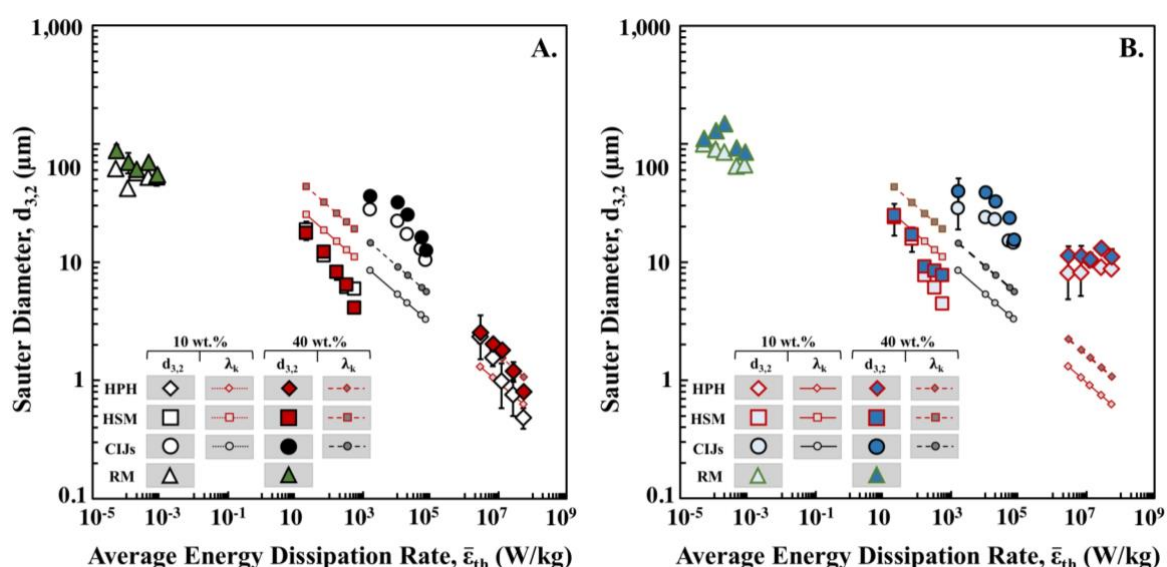 A.
1,000
100
10
1
0.1
Sauter Diameter, d3,2 (μm)
10 wt.% 40 wt.%
d3,2 λk d3,2 λk
HPH
HSM
CIJs
RM
10-5 10-3 10-1 10 103 105 107 109
Average Energy Dissipation Rate, ε̄th (W/kg)
B.
1,000
100
10
1
0.1
Sauter Diameter, d3,2 (μm)
10 wt.% 40 wt.%
d3,2 λk d3,2 λk
HPH
HSM
CIJs
RM
10-5 10-3 10-1 10 103 105 107 109
Average Energy Dissipation Rate, ε̄th (W/kg)